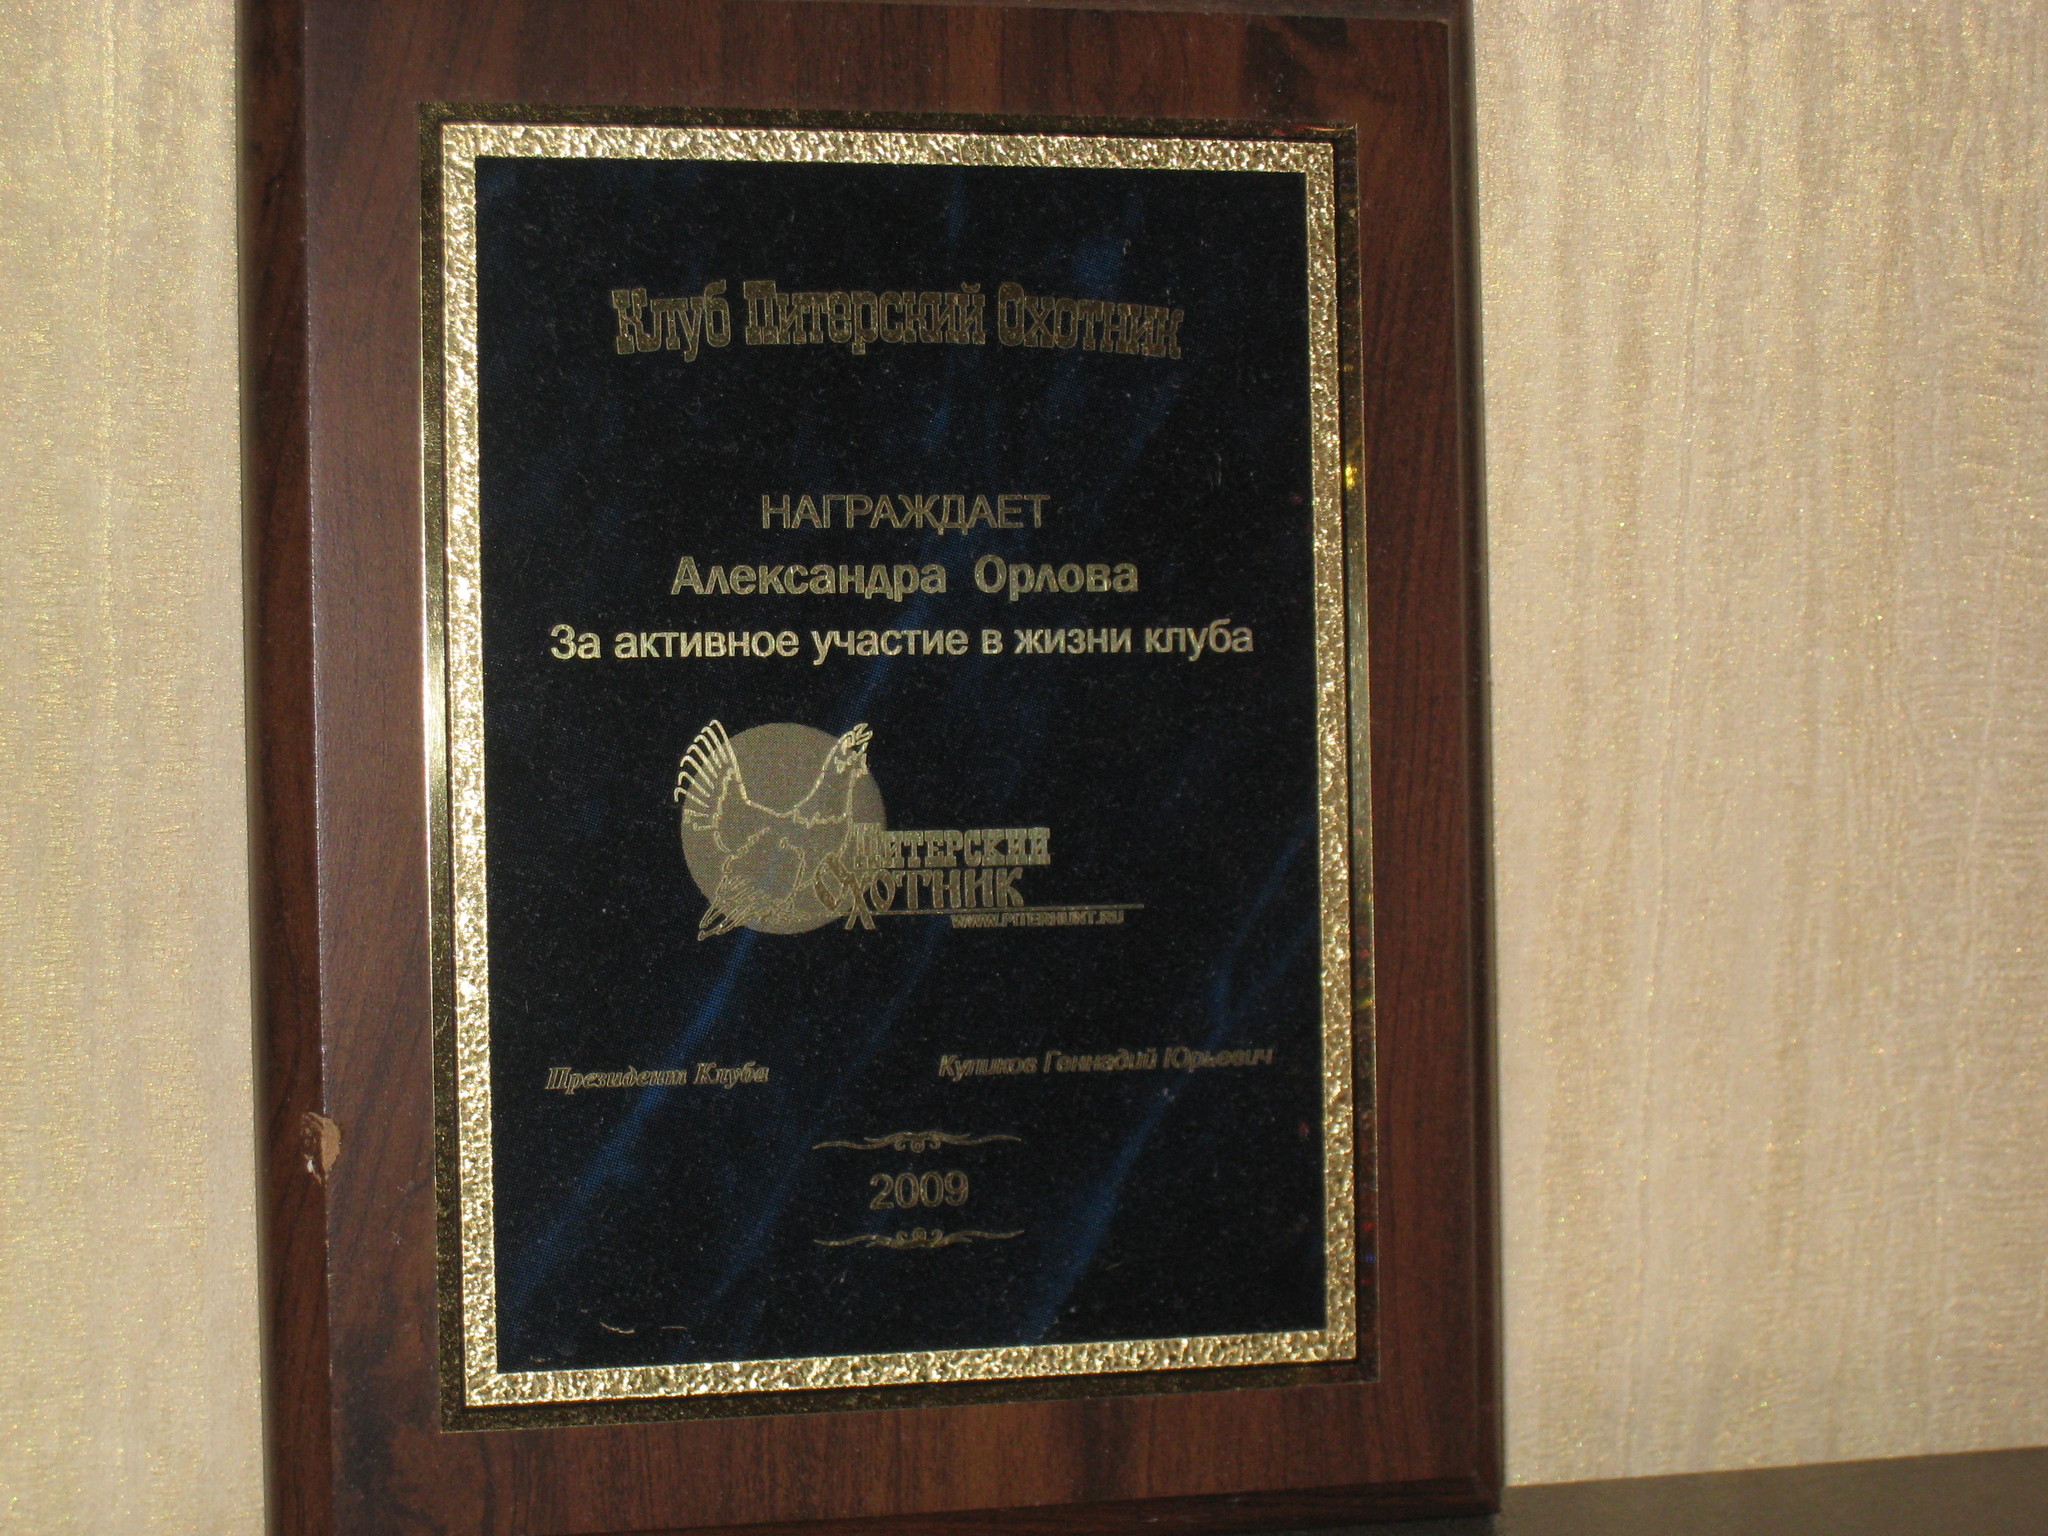 Клуб Питерский Охотник
НАГРАЖДАЕТ
Александра Орлова
За активное участие в жизни клуба
ПИТЕРСКИЙ
ОХОТНИК
WWW.PITERHUNT.RU
Президент Клуба
Куликов Геннадий Юрьевич
2009